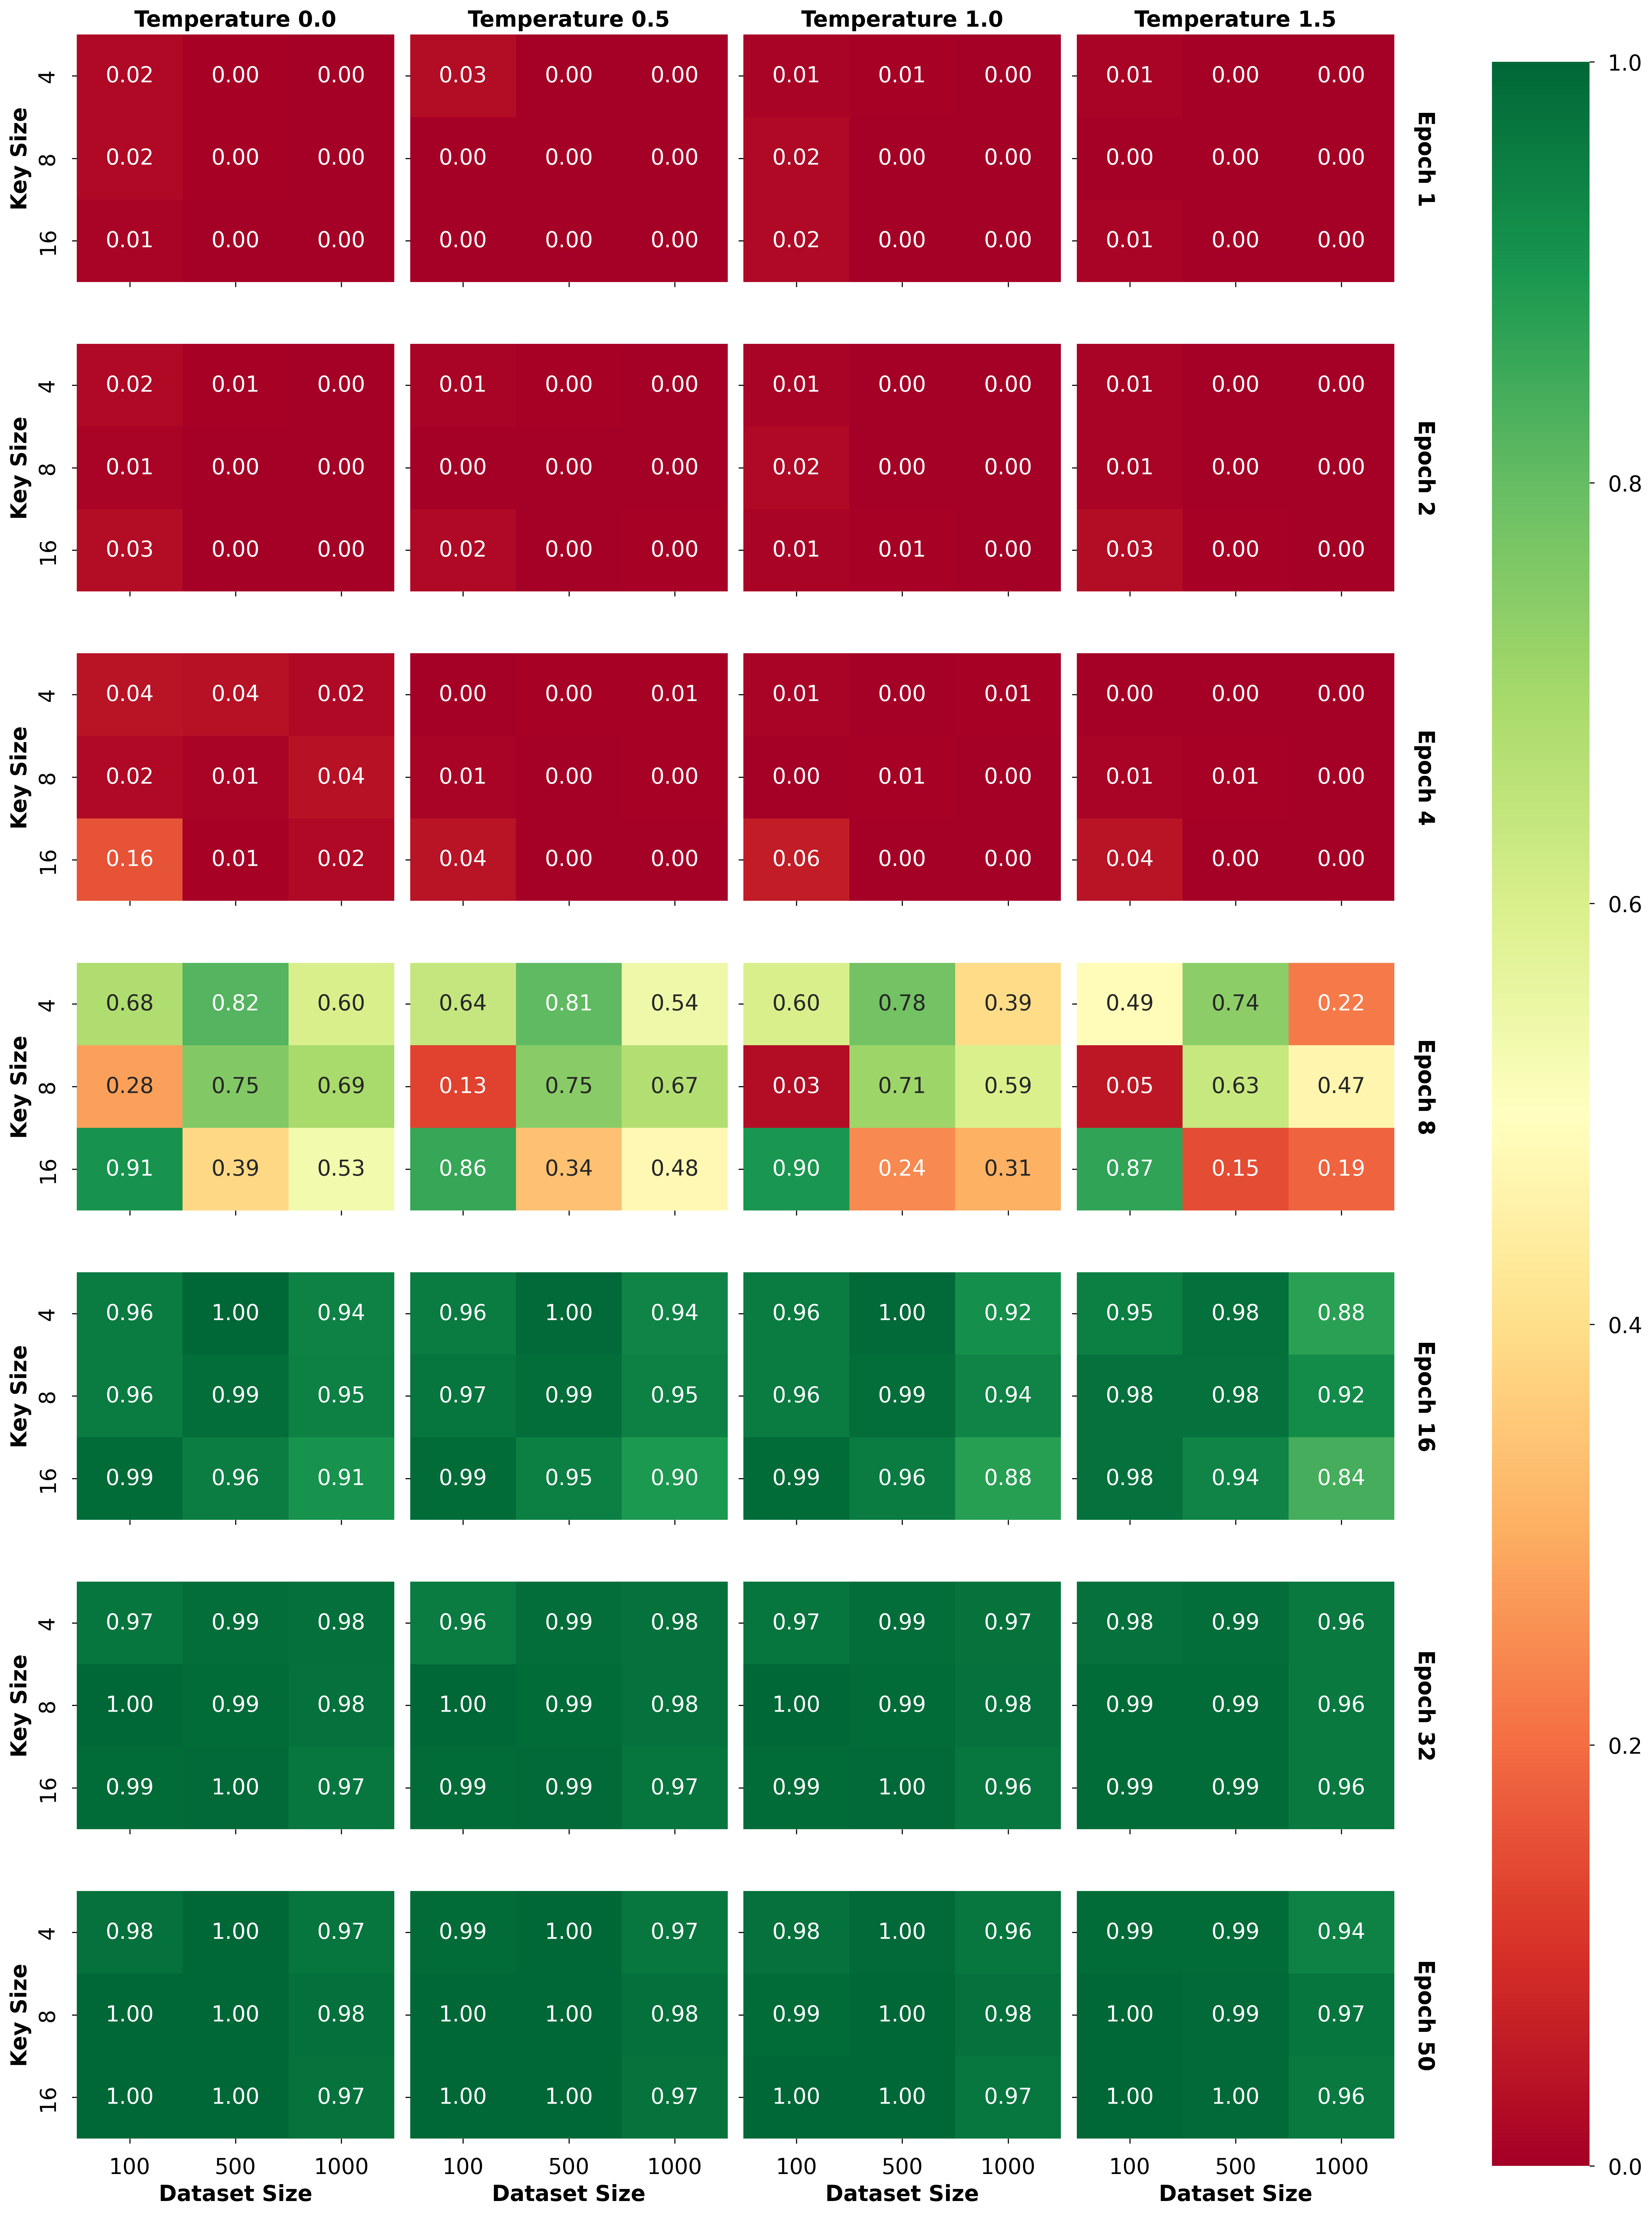 Temperature 0.0 Temperature 0.5 Temperature 1.0 Temperature 1.5
1.0
4 0.02 0.00 0.00 0.03 0.00 0.00 0.01 0.01 0.00 0.01 0.00 0.00
Key Size 8 0.02 0.00 0.00 0.00 0.00 0.00 0.02 0.00 0.00 0.00 0.00 0.00 Epoch 1
16 0.01 0.00 0.00 0.00 0.00 0.00 0.02 0.00 0.00 0.01 0.00 0.00
4 0.02 0.01 0.00 0.01 0.00 0.00 0.01 0.00 0.00 0.01 0.00 0.00
Key Size 8 0.01 0.00 0.00 0.00 0.00 0.00 0.02 0.00 0.00 0.01 0.00 0.00 Epoch 2
0.8
16 0.03 0.00 0.00 0.02 0.00 0.00 0.01 0.01 0.00 0.03 0.00 0.00
4 0.04 0.04 0.02 0.00 0.00 0.01 0.01 0.00 0.01 0.00 0.00 0.00
Key Size 8 0.02 0.01 0.04 0.01 0.00 0.00 0.00 0.01 0.00 0.01 0.01 0.00 Epoch 4
16 0.16 0.01 0.02 0.04 0.00 0.00 0.06 0.00 0.00 0.04 0.00 0.00
0.6
4 0.68 0.82 0.60 0.64 0.81 0.54 0.60 0.78 0.39 0.49 0.74 0.22
Key Size 8 0.28 0.75 0.69 0.13 0.75 0.67 0.03 0.71 0.59 0.05 0.63 0.47 Epoch 8
16 0.91 0.39 0.53 0.86 0.34 0.48 0.90 0.24 0.31 0.87 0.15 0.19
4 0.96 1.00 0.94 0.96 1.00 0.94 0.96 1.00 0.92 0.95 0.98 0.88
0.4
Key Size 8 0.96 0.99 0.95 0.97 0.99 0.95 0.96 0.99 0.94 0.98 0.98 0.92 Epoch 16
16 0.99 0.96 0.91 0.99 0.95 0.90 0.99 0.96 0.88 0.98 0.94 0.84
4 0.97 0.99 0.98 0.96 0.99 0.98 0.97 0.99 0.97 0.98 0.99 0.96
Key Size 8 1.00 0.99 0.98 1.00 0.99 0.98 1.00 0.99 0.98 0.99 0.99 0.96 Epoch 32
0.2
16 0.99 1.00 0.97 0.99 0.99 0.97 0.99 1.00 0.96 0.99 0.99 0.96
4 0.98 1.00 0.97 0.99 1.00 0.97 0.98 1.00 0.96 0.99 0.99 0.94
Key Size 8 1.00 1.00 0.98 1.00 1.00 0.98 0.99 1.00 0.98 1.00 0.99 0.97 Epoch 50
16 1.00 1.00 0.97 1.00 1.00 0.97 1.00 1.00 0.97 1.00 1.00 0.96
100 500 1000 100 500 1000 100 500 1000 100 500 1000 0.0
Dataset Size Dataset Size Dataset Size Dataset Size